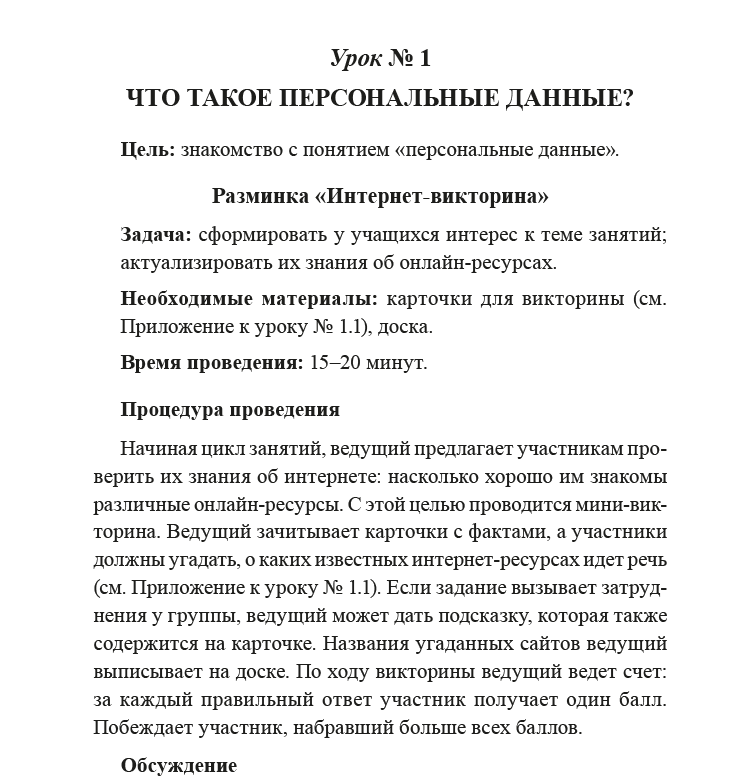 Урок № 1
ЧТО ТАКОЕ ПЕРСОНАЛЬНЫЕ ДАННЫЕ?
Цель: знакомство с понятием «персональные данные».
Разминка «Интернет-викторина»
Задача: сформировать у учащихся интерес к теме занятий;
актуализировать их знания об онлайн-ресурсах.
Необходимые материалы: карточки для викторины (см.
Приложение к уроку № 1.1), доска.
Время проведения: 15–20 минут.
Процедура проведения
Начиная цикл занятий, ведущий предлагает участникам про-
верить их знания об интернете: насколько хорошо им знакомы
различные онлайн-ресурсы. С этой целью проводится мини-вик-
торина. Ведущий зачитывает карточки с фактами, а участники
должны угадать, о каких известных интернет-ресурсах идет речь
(см. Приложение к уроку № 1.1). Если задание вызывает затруд-
нения у группы, ведущий может дать подсказку, которая также
содержится на карточке. Названия угаданных сайтов ведущий
выписывает на доске. По ходу викторины ведущий ведет счет:
за каждый правильный ответ участник получает один балл.
Побеждает участник, набравший больше всех баллов.
Обсуждение